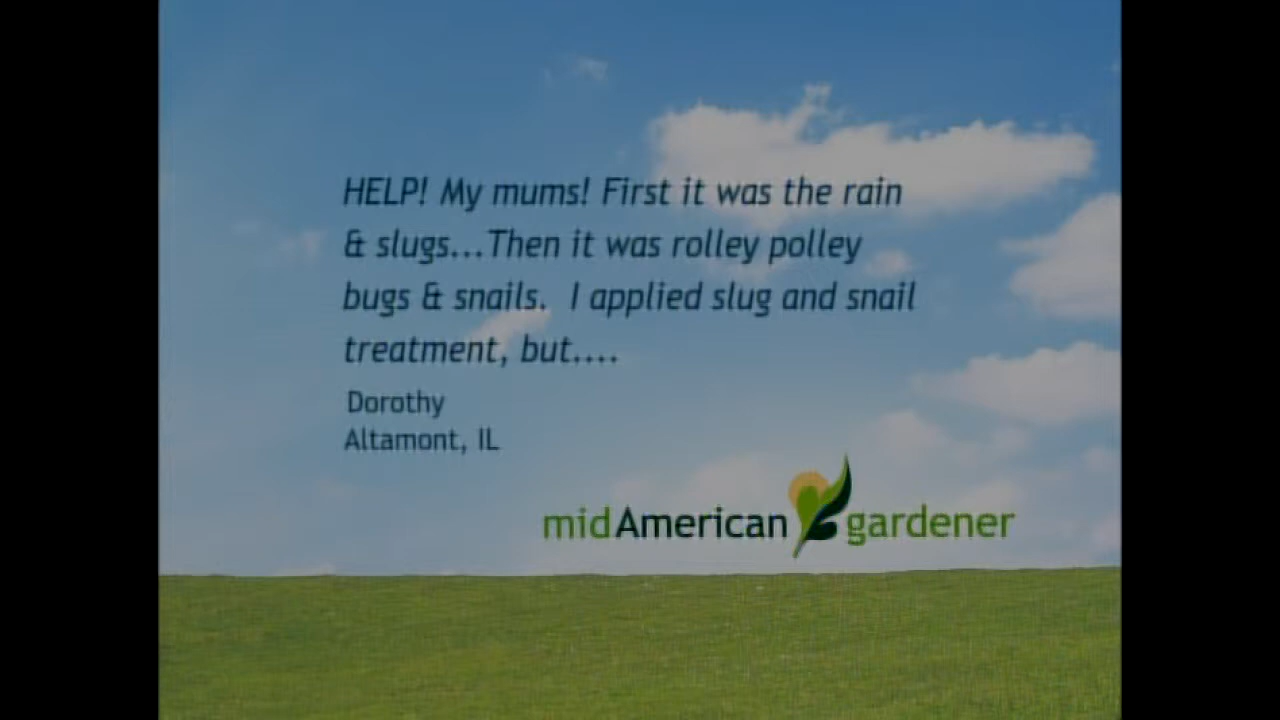 HELP! My mums! First it was the rain
& slugs...Then it was rolley polley
bugs & snails. I applied slug and snail
treatment, but....
Dorothy
Altamont, IL
midAmerican gardener